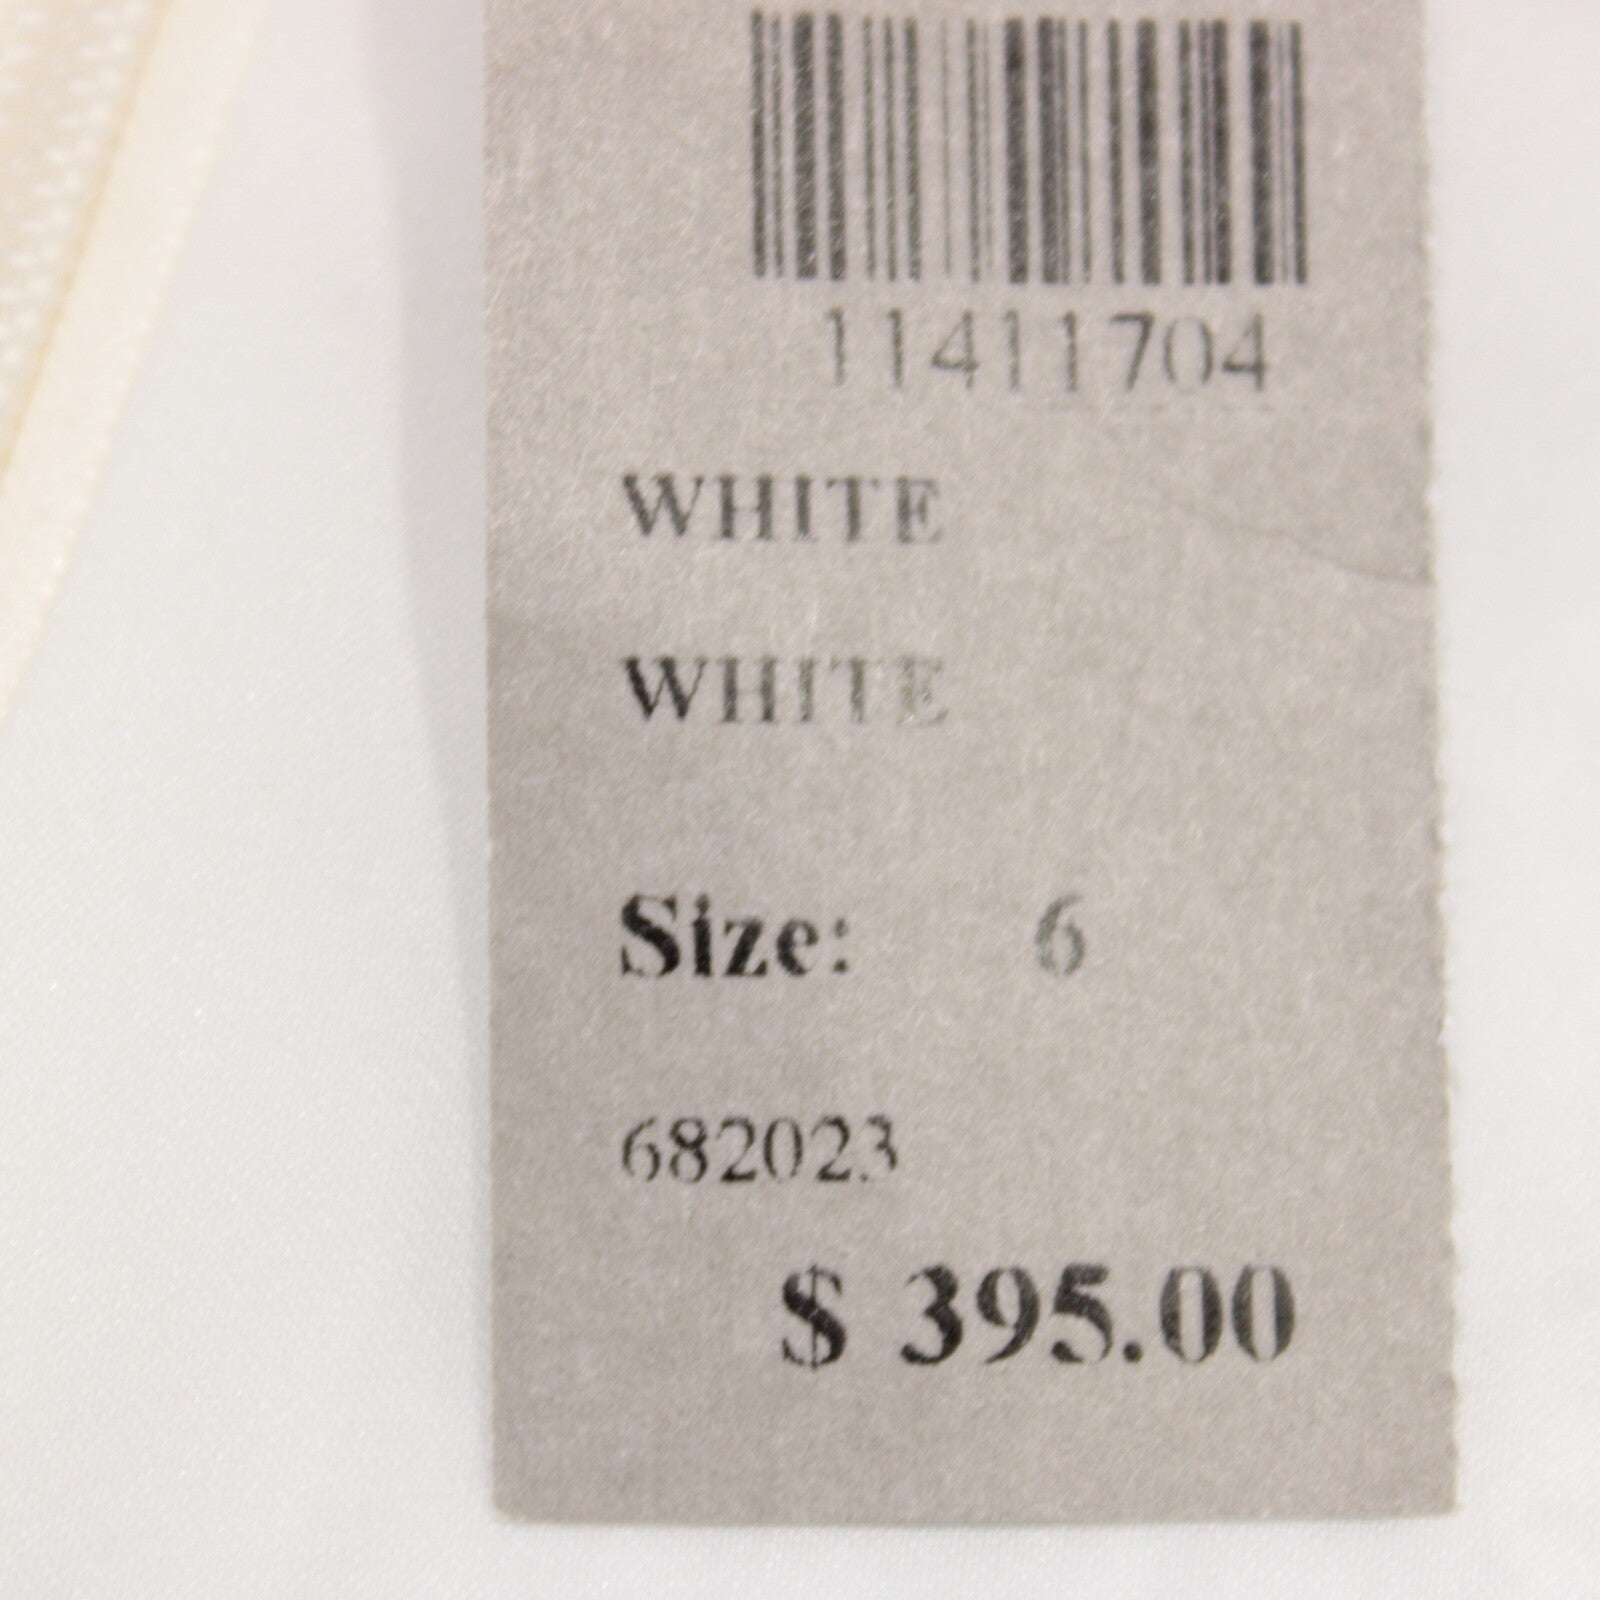 11411704
WHITE
WHITE
Size: 6
682023
$ 395.00